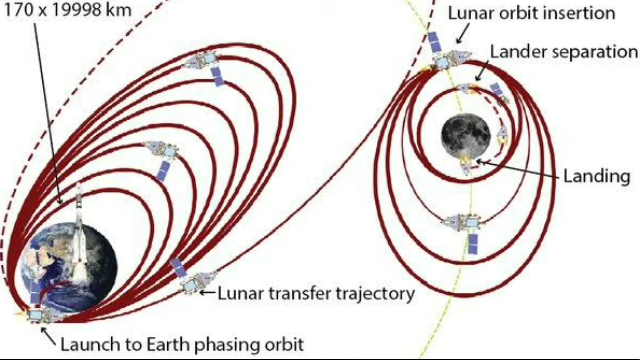 170 x 19998 km
Lunar orbit insertion
Lander separation
Landing
Lunar transfer trajectory
Launch to Earth phasing orbit